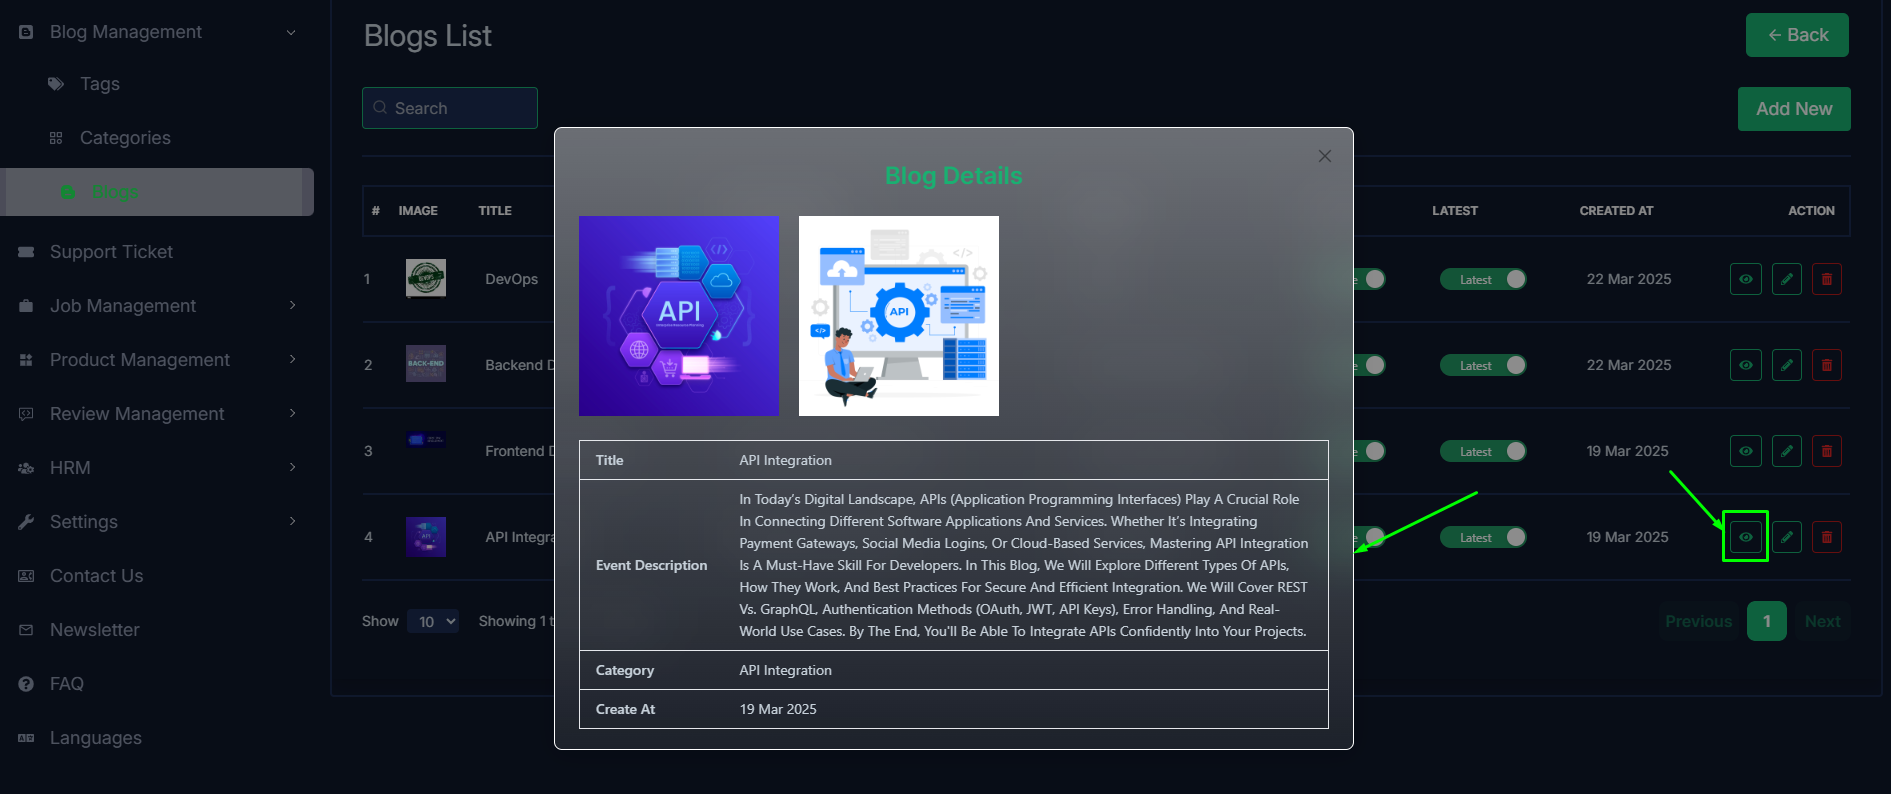 Blog Management
Blogs List
← Back
Tags
Search
Add New
Categories
Blog Details
Blogs
# IMAGE TITLE LATEST CREATED AT ACTION
Support Ticket
1 DevOps Latest 22 Mar 2025
Job Management
Product Management
2 BACK-END Backend D Latest 22 Mar 2025
Review Management
3 Frontend D Latest 19 Mar 2025
HRM
Settings
4 API Integra Latest 19 Mar 2025
Contact Us
Show 10 Showing 1 t Previous 1 Next
Newsletter
FAQ
Languages
API
API
</>
Title API Integration
Event Description
In Today's Digital Landscape, APIs (Application Programming Interfaces) Play A Crucial Role
In Connecting Different Software Applications And Services. Whether It's Integrating
Payment Gateways, Social Media Logins, Or Cloud-Based Services, Mastering API Integration
Is A Must-Have Skill For Developers. In This Blog, We Will Explore Different Types Of APIs,
How They Work, And Best Practices For Secure And Efficient Integration. We Will Cover REST
Vs. GraphQL, Authentication Methods (OAuth, JWT, API Keys), Error Handling, And Real-
World Use Cases. By The End, You'll Be Able To Integrate APIs Confidently Into Your Projects.
Category API Integration
Create At 19 Mar 2025